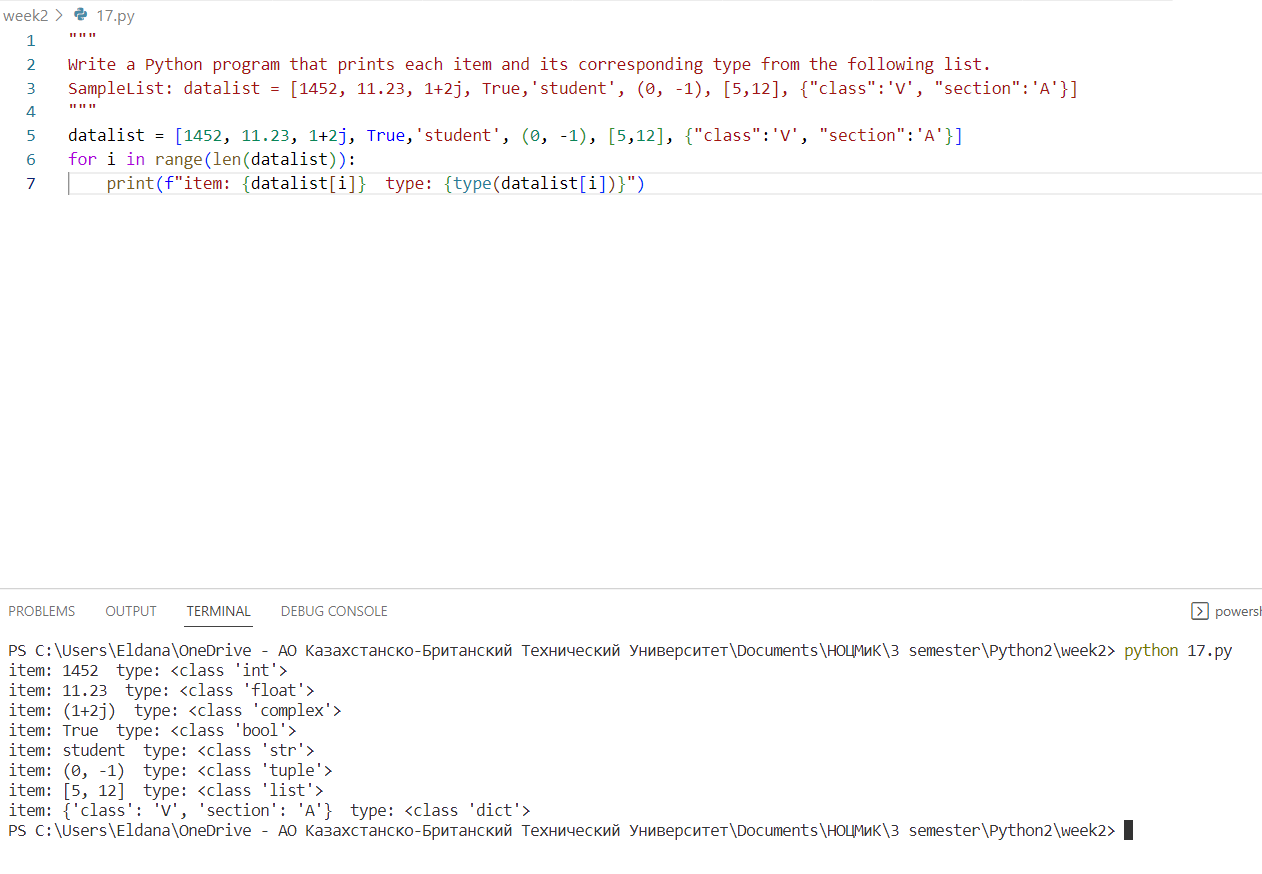 week2 > 17.py
1 """
2 Write a Python program that prints each item and its corresponding type from the following list.
3 SampleList: datalist = [1452, 11.23, 1+2j, True,'student', (0, -1), [5,12], {"class":'V', "section":'A'}]
4 """
5 datalist = [1452, 11.23, 1+2j, True,'student', (0, -1), [5,12], {"class":'V', "section":'A'}]
6 for i in range(len(datalist)):
7     print(f"item: {datalist[i]}  type: {type(datalist[i])}")
PROBLEMS OUTPUT TERMINAL DEBUG CONSOLE powersh
PS C:\Users\Eldana\OneDrive - АО Казахстанско-Британский Технический Университет\Documents\НОЦМиК\3 semester\Python2\week2> python 17.py
item: 1452  type: <class 'int'>
item: 11.23  type: <class 'float'>
item: (1+2j)  type: <class 'complex'>
item: True  type: <class 'bool'>
item: student  type: <class 'str'>
item: (0, -1)  type: <class 'tuple'>
item: [5, 12]  type: <class 'list'>
item: {'class': 'V', 'section': 'A'}  type: <class 'dict'>
PS C:\Users\Eldana\OneDrive - АО Казахстанско-Британский Технический Университет\Documents\НОЦМиК\3 semester\Python2\week2>